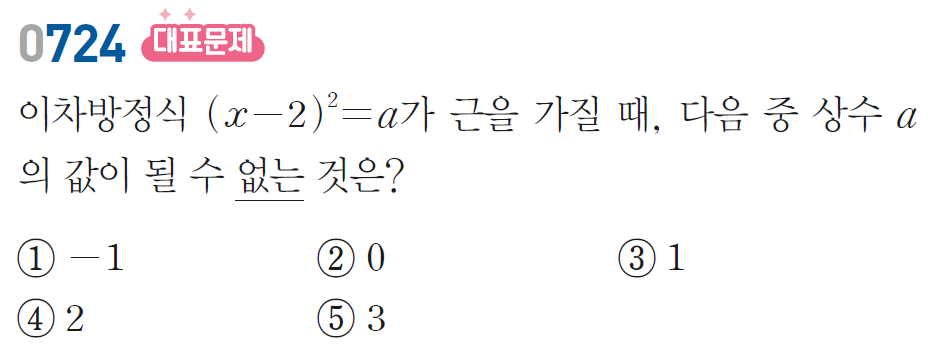 0724 대표문제
이차방정식 (x-2)²=a가 근을 가질 때, 다음 중 상수 a
의 값이 될 수 없는 것은?
① -1 ② 0 ③ 1
④ 2 ⑤ 3